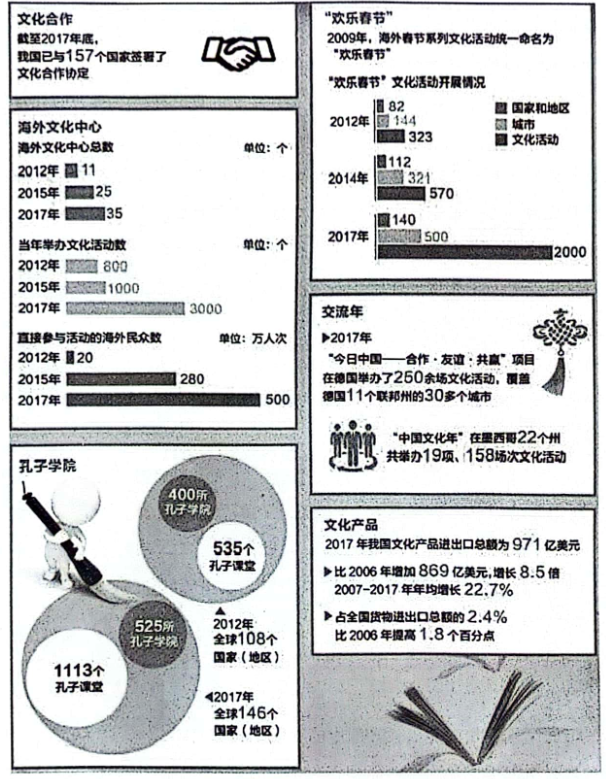 文化合作
截至2017年底，
我国已与157个国家签署了
文化合作协定
海外文化中心
海外文化中心总数 单位：个
2012年 11
2015年 25
2017年 35
当年举办文化活动数 单位：个
2012年 800
2015年 1000
2017年 3000
直接参与活动的海外民众数 单位：万人次
2012年 20
2015年 280
2017年 500
孔子学院
400所
孔子学院
535个
孔子课堂
▲
2012年
全球108个
国家（地区）
525所
孔子学院
1113个
孔子课堂
◀2017年
全球146个
国家（地区）
“欢乐春节”
2009年，海外春节系列文化活动统一命名为
“欢乐春节”
“欢乐春节”文化活动开展情况
国家和地区
城市
文化活动
2012年
82
144
323
2014年
112
321
570
2017年
140
500
2000
交流年
▶2017年
“今日中国——合作·友谊·共赢”项目
在德国举办了250余场文化活动，覆盖
德国11个联邦州的30多个城市
“中国文化年”在墨西哥22个州
共举办19项、158场次文化活动
文化产品
2017年我国文化产品进出口总额为971亿美元
▶比2006年增加869亿美元，增长8.5倍
2007-2017年年均增长22.7%
▶占全国货物进出口总额的2.4%
比2006年提高1.8个百分点